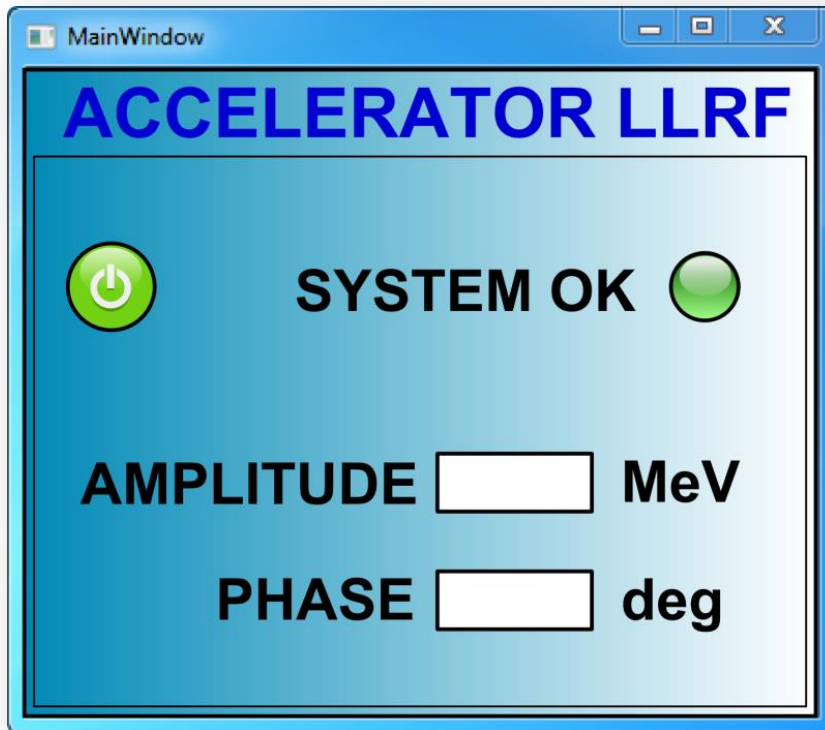 MainWindow
ACCELERATOR LLRF
SYSTEM OK
AMPLITUDE MeV
PHASE deg